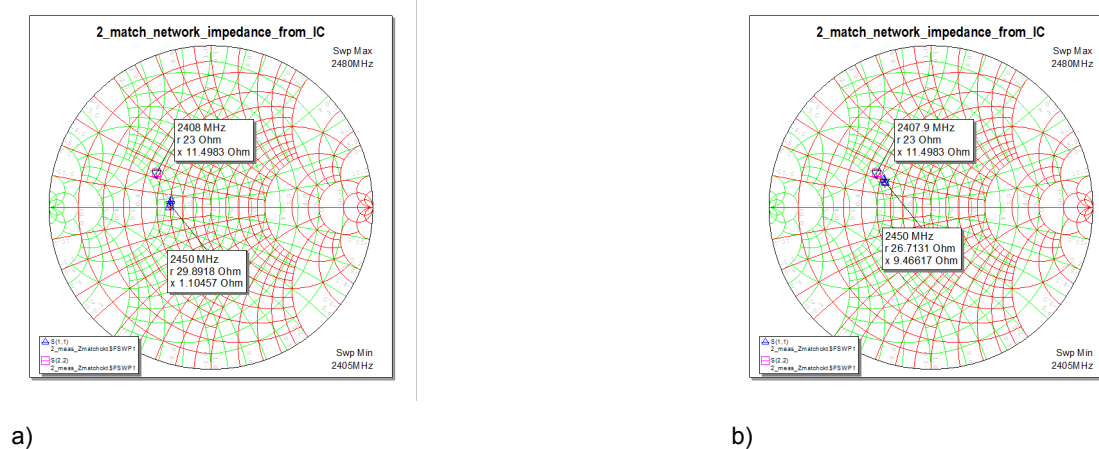 2_match_network_impedance_from_IC
Swp Max
2480MHz
2408 MHz
r 23 Ohm
x 11.4983 Ohm
2450 MHz
r 29.8918 Ohm
x 1.10457 Ohm
S(1,1)
2_meas_Zmatchckt.$FSWP1
S(2,2)
2_meas_Zmatchckt.$FSWP1
Swp Min
2405MHz
a)
2_match_network_impedance_from_IC
Swp Max
2480MHz
2407.9 MHz
r 23 Ohm
x 11.4983 Ohm
2450 MHz
r 26.7131 Ohm
x 9.46617 Ohm
S(1,1)
2_meas_Zmatchckt.$FSWP1
S(2,2)
2_meas_Zmatchckt.$FSWP1
Swp Min
2405MHz
b)